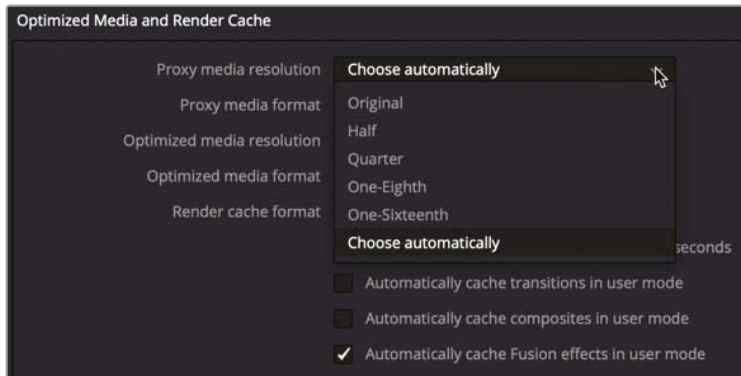 Optimized Media and Render Cache
Proxy media resolution Choose automatically
Proxy media format Original
Half
Optimized media resolution
Quarter
Optimized media format One-Eighth
Render cache format One-Sixteenth
Choose automatically
seconds
Automatically cache transitions in user mode
Automatically cache composites in user mode
Automatically cache Fusion effects in user mode